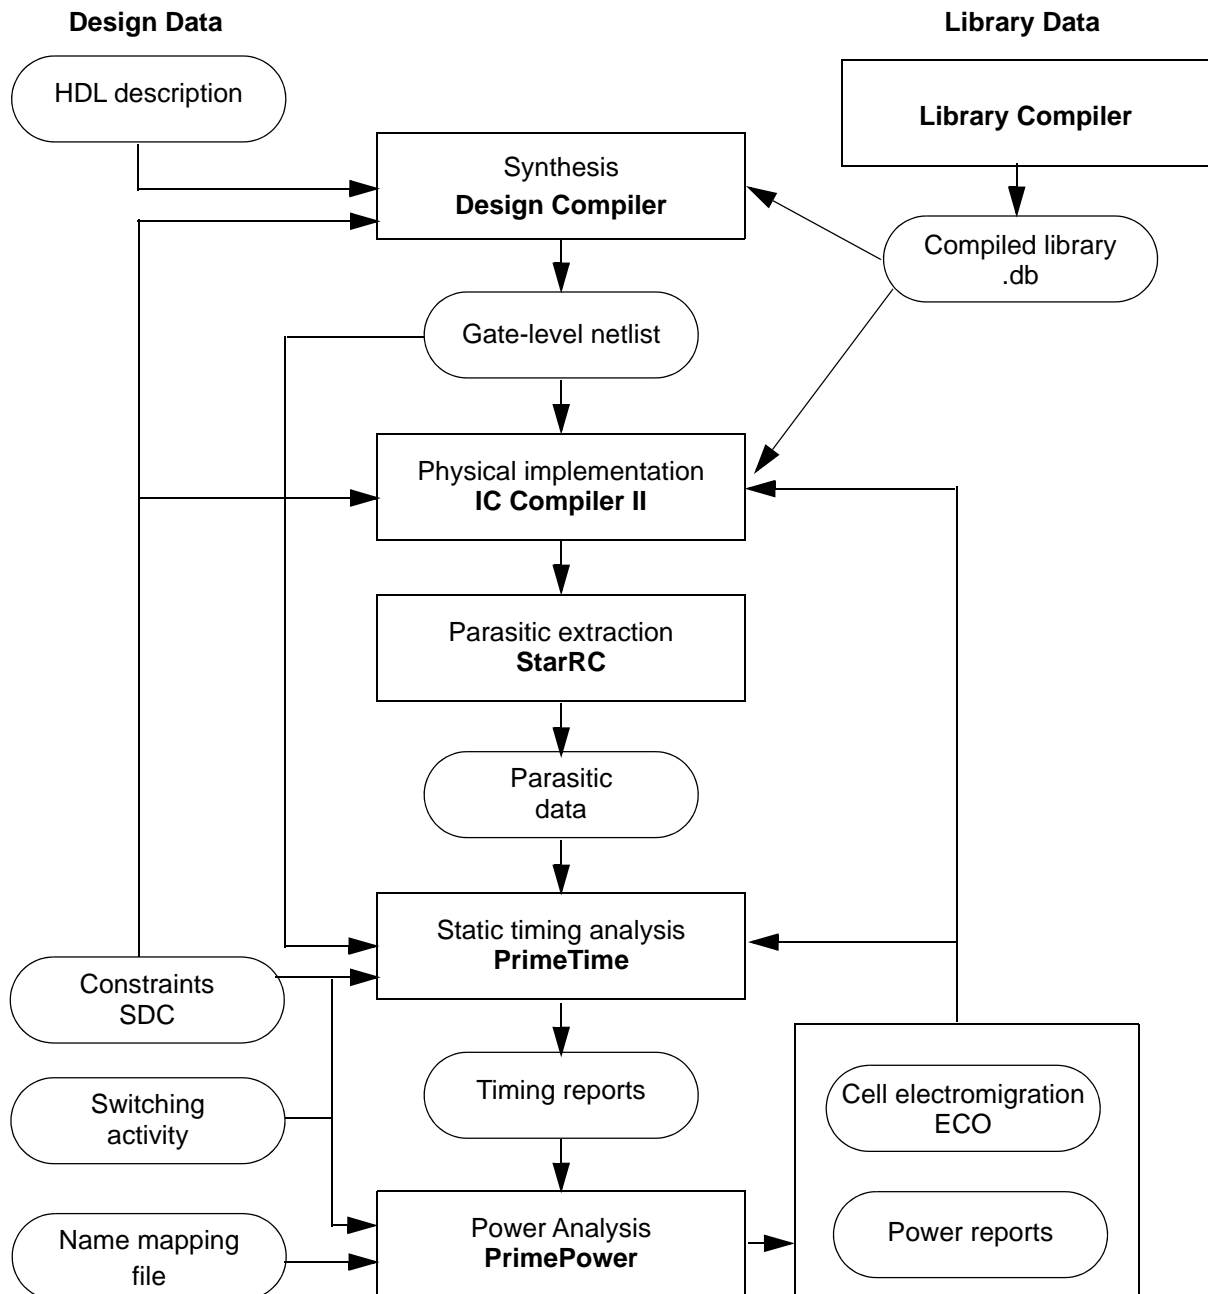 Design Data
Library Data
HDL description
Library Compiler
Synthesis
Design Compiler
Compiled library
.db
Gate-level netlist
Physical implementation
IC Compiler II
Parasitic extraction
StarRC
Parasitic
data
Static timing analysis
PrimeTime
Constraints
SDC
Timing reports
Cell electromigration
ECO
Switching
activity
Power Analysis
PrimePower
Power reports
Name mapping
file